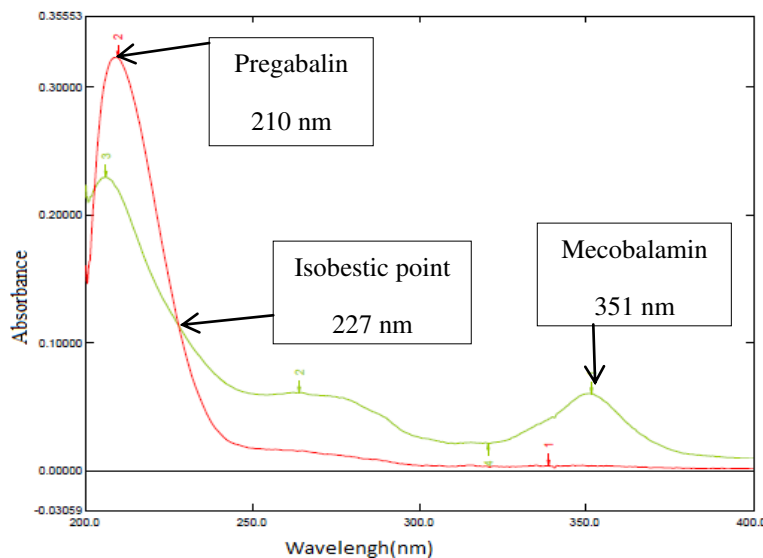 0.35553
2
Pregabalin
210 nm
0.30000
3
0.20000
Isobestic point
227 nm
Mecobalamin
351 nm
Absorbance
0.10000
2
1
4
0.00000
-0.03059
200.0
250.0
300.0
350.0
400.0
Wavelengh(nm)